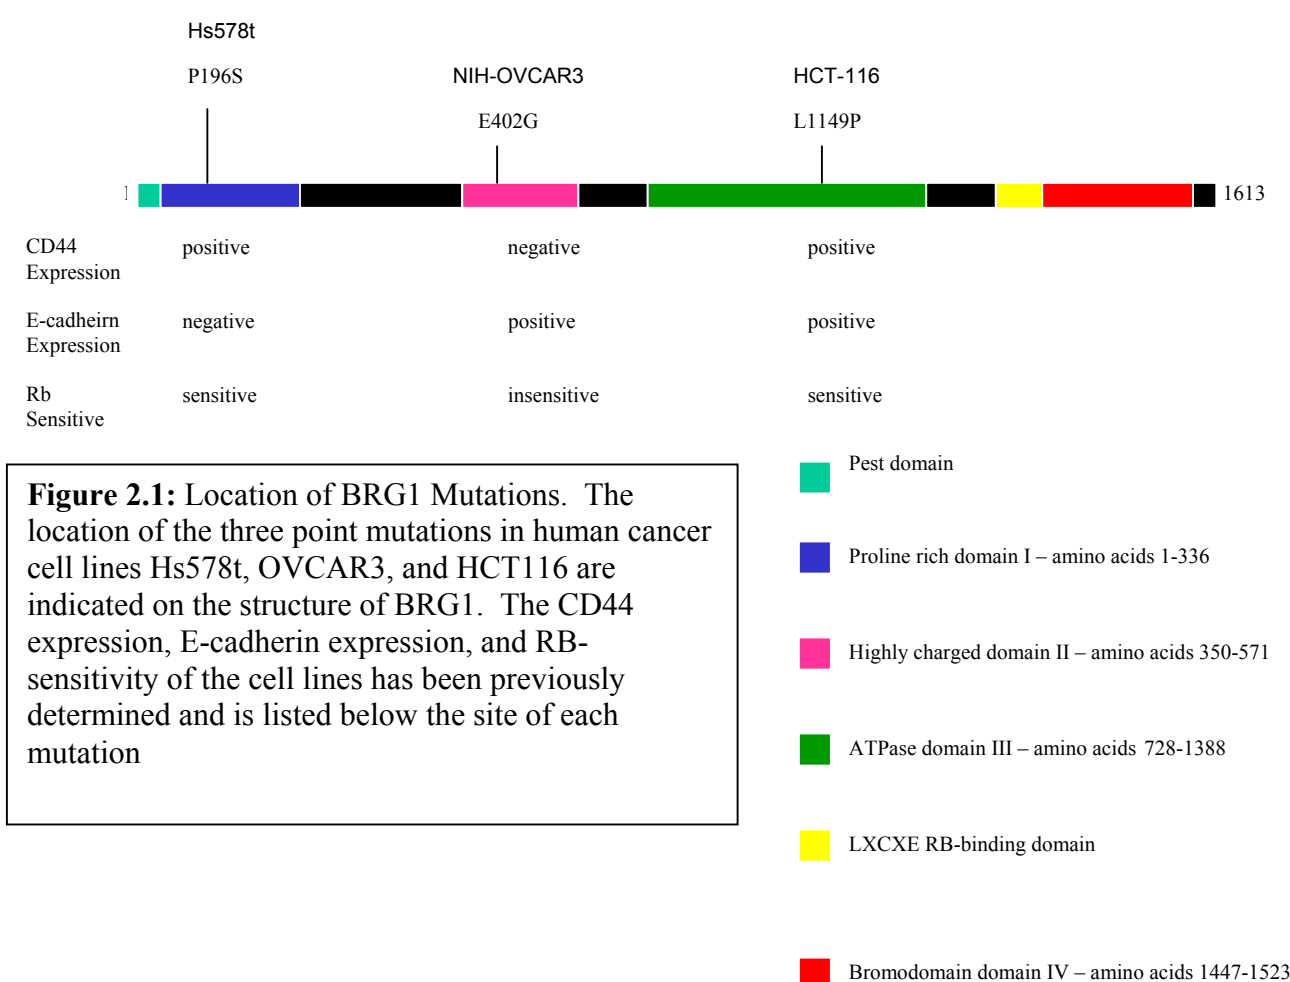 Hs578t
P196S
NIH-OVCAR3
HCT-116
E402G
L1149P
1613
CD44
Expression
positive
negative
positive
E-cadheirn
Expression
negative
positive
positive
Rb
Sensitive
sensitive
insensitive
sensitive
Figure 2.1: Location of BRG1 Mutations. The
location of the three point mutations in human cancer
cell lines Hs578t, OVCAR3, and HCT116 are
indicated on the structure of BRG1. The CD44
expression, E-cadherin expression, and RB-
sensitivity of the cell lines has been previously
determined and is listed below the site of each
mutation
Pest domain
Proline rich domain I – amino acids 1-336
Highly charged domain II – amino acids 350-571
ATPase domain III – amino acids 728-1388
LXCXE RB-binding domain
Bromodomain domain IV – amino acids 1447-1523